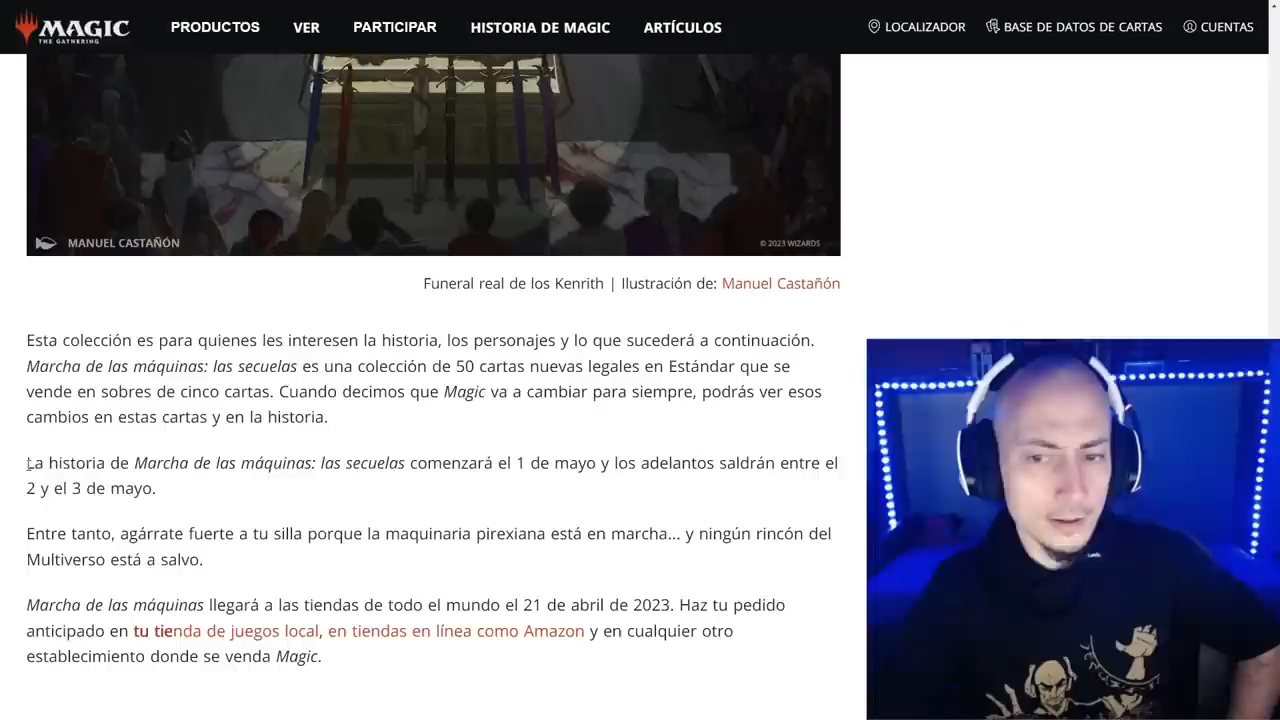 MAGIC
THE GATHERING
PRODUCTOS
VER
PARTICIPAR
HISTORIA DE MAGIC
ARTÍCULOS
LOCALIZADOR
BASE DE DATOS DE CARTAS
CUENTAS
MANUEL CASTAÑÓN
© 2023 WIZARDS
Funeral real de los Kenrith | Ilustración de: Manuel Castañón
Esta colección es para quienes les interesen la historia, los personajes y lo que sucederá a continuación.
Marcha de las máquinas: las secuelas es una colección de 50 cartas nuevas legales en Estándar que se
vende en sobres de cinco cartas. Cuando decimos que Magic va a cambiar para siempre, podrás ver esos
cambios en estas cartas y en la historia.
La historia de Marcha de las máquinas: las secuelas comenzará el 1 de mayo y los adelantos saldrán entre el
2 y el 3 de mayo.
Entre tanto, agárrate fuerte a tu silla porque la maquinaria pirexiana está en marcha... y ningún rincón del
Multiverso está a salvo.
Marcha de las máquinas llegará a las tiendas de todo el mundo el 21 de abril de 2023. Haz tu pedido
anticipado en tu tienda de juegos local, en tiendas en línea como Amazon y en cualquier otro
establecimiento donde se venda Magic.